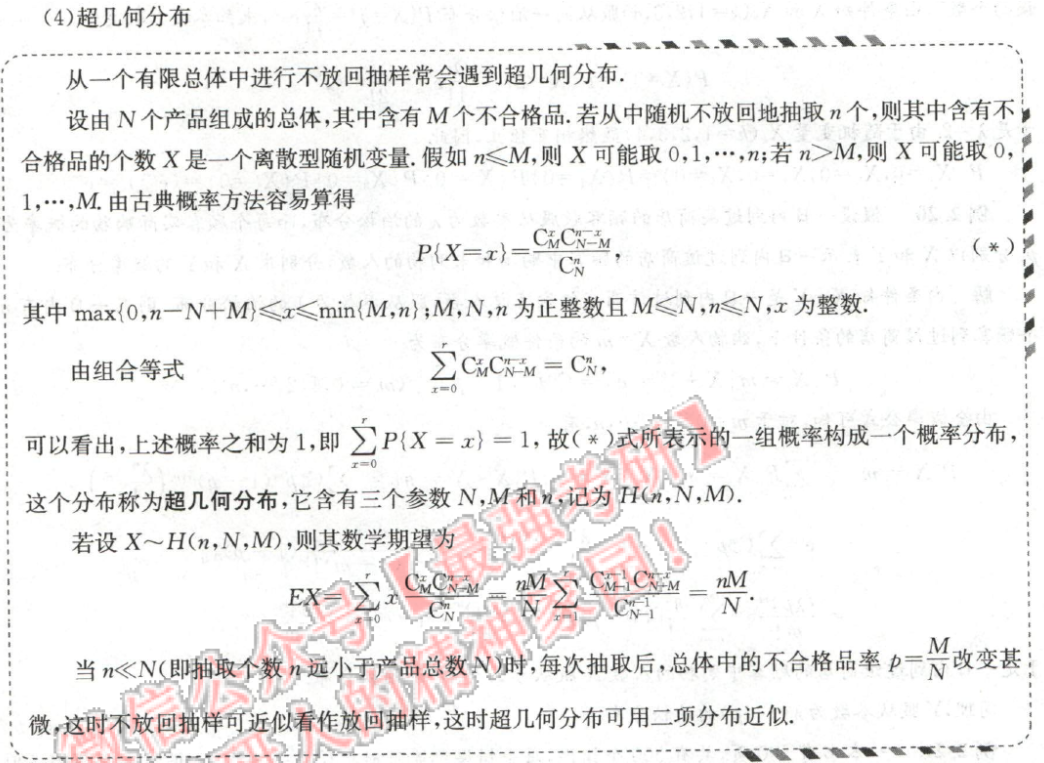 (4)超几何分布
从一个有限总体中进行不放回抽样常会遇到超几何分布.
设由 N 个产品组成的总体,其中含有 M 个不合格品. 若从中随机不放回地抽取 n 个,则其中含有不
合格品的个数 X 是一个离散型随机变量. 假如 n≤M,则 X 可能取 0,1,…,n;若 n>M,则 X 可能取 0,
1,…,M. 由古典概率方法容易算得
P{X=x}=\frac{C_M^x C_{N-M}^{n-x}}{C_N^n}, (*)
其中 max{0,n-N+M}≤x≤min{M,n};M,N,n 为正整数且 M≤N,n≤N,x 为整数.
由组合等式 \sum_{x=0}^{r} C_M^x C_{N-M}^{n-x} = C_N^n,
可以看出,上述概率之和为 1,即 \sum_{x=0}^{r} P{X=x}=1,故(*)式所表示的一组概率构成一个概率分布,
这个分布称为超几何分布,它含有三个参数 N,M 和 n,记为 H(n,N,M).
若设 X~H(n,N,M),则其数学期望为
EX=\sum_{x=0}^{r} x \frac{C_M^x C_{N-M}^{n-x}}{C_N^n} = \frac{nM}{N} \sum_{x=1}^{r} \frac{C_{M-1}^{x-1} C_{N-M}^{n-x}}{C_{N-1}^{n-1}} = \frac{nM}{N}.
当 n≪N(即抽取个数 n 远小于产品总数 N)时,每次抽取后,总体中的不合格品率 p=\frac{M}{N}改变甚
微,这时不放回抽样可近似看作放回抽样,这时超几何分布可用二项分布近似.
微信公众号【最强考研】
研人的精神家园!